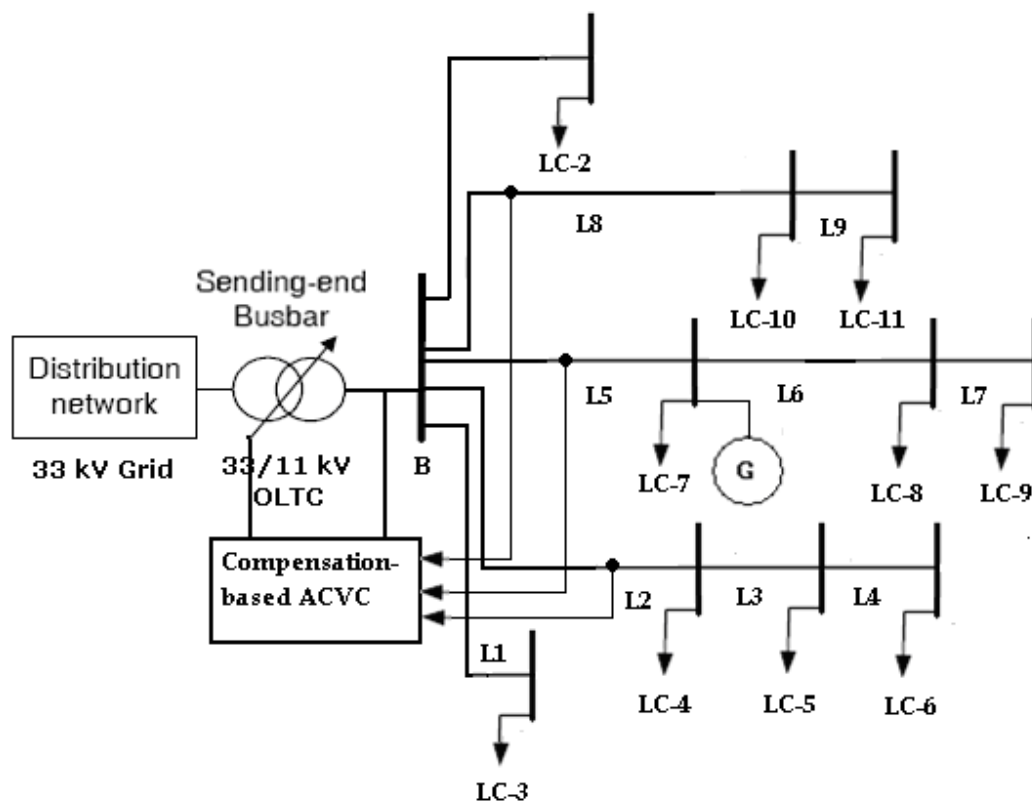 LC-2
L8
L9
Sending-end
Busbar
LC-10
LC-11
Distribution
network
L5
L6
L7
33 kV Grid
33/11 kV
OLTC
B
LC-7
G
LC-8
LC-9
Compensation-
based ACVC
L2
L3
L4
L1
LC-4
LC-5
LC-6
LC-3